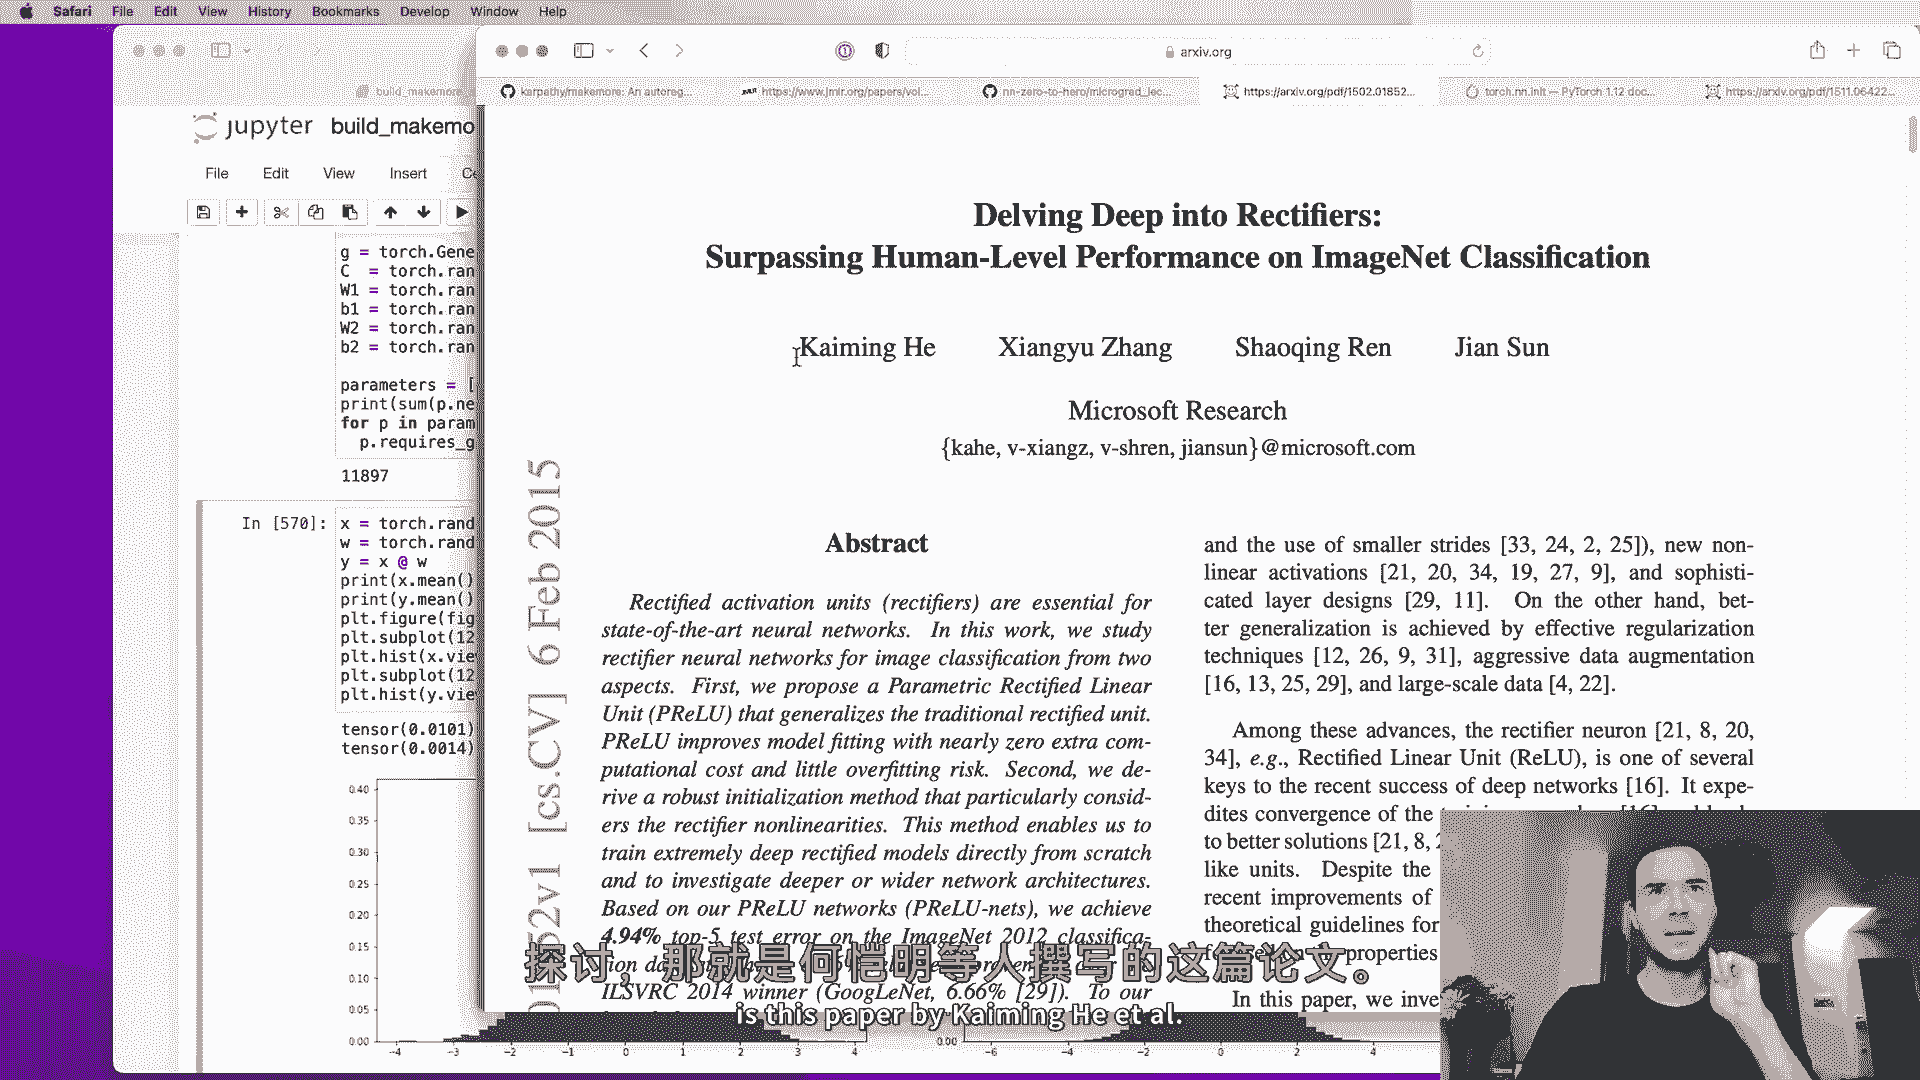 Safari File Edit View History Bookmarks Develop Window Help
arxiv.org
build_makemore
karpathy/makemore: An autoreg...
https://www.jmlr.org/papers/vol...
nn-zero-to-hero/micrograd_lec...
https://arxiv.org/pdf/1502.01852...
torch.nn.init — PyTorch 1.12 doc...
https://arxiv.org/pdf/1511.06422...
jupyter build_makemo
File Edit View Insert Ce
g = torch.Gene
C = torch.ran
W1 = torch.ran
b1 = torch.ran
W2 = torch.ran
b2 = torch.ran
parameters = [
print(sum(p.ne
for p in param
p.requires_g
11897
In [570]: x = torch.rand
w = torch.rand
y = x @ w
print(x.mean()
print(y.mean()
plt.figure(fig
plt.subplot(12
plt.hist(x.vie
plt.subplot(12
plt.hist(y.vie
tensor(0.0101)
tensor(0.0014)
0.40
0.35
0.30
0.25
0.20
0.15
0.10
0.05
0.00
-4 -3 -2 -1 0 1 2 3 4
0.00
-6 -4 -2 0 2 4
Delving Deep into Rectifiers:
Surpassing Human-Level Performance on ImageNet Classification
Kaiming He Xiangyu Zhang Shaoqing Ren Jian Sun
Microsoft Research
{kahe, v-xiangz, v-shren, jiansun}@microsoft.com
52v1 [cs.CV] 6 Feb 2015
Abstract
Rectified activation units (rectifiers) are essential for
state-of-the-art neural networks. In this work, we study
rectifier neural networks for image classification from two
aspects. First, we propose a Parametric Rectified Linear
Unit (PReLU) that generalizes the traditional rectified unit.
PReLU improves model fitting with nearly zero extra com-
putational cost and little overfitting risk. Second, we de-
rive a robust initialization method that particularly consid-
ers the rectifier nonlinearities. This method enables us to
train extremely deep rectified models directly from scratch
and to investigate deeper or wider network architectures.
Based on our PReLU networks (PReLU-nets), we achieve
4.94% top-5 test error on the ImageNet 2012 classifica-
ILSVRC 2014 winner (GoogLeNet, 6.66% [29]). To our
and the use of smaller strides [33, 24, 2, 25]), new non-
linear activations [21, 20, 34, 19, 27, 9], and sophisti-
cated layer designs [29, 11]. On the other hand, bet-
ter generalization is achieved by effective regularization
techniques [12, 26, 9, 31], aggressive data augmentation
[16, 13, 25, 29], and large-scale data [4, 22].
Among these advances, the rectifier neuron [21, 8, 20,
34], e.g., Rectified Linear Unit (ReLU), is one of several
keys to the recent success of deep networks [16]. It expe-
dites convergence of the
to better solutions [21, 8,
like units. Despite the
recent improvements of
theoretical guidelines for
properties
In this paper, we inve
探讨，那就是何恺明等人撰写的这篇论文。
is this paper by Kaiming He et al.